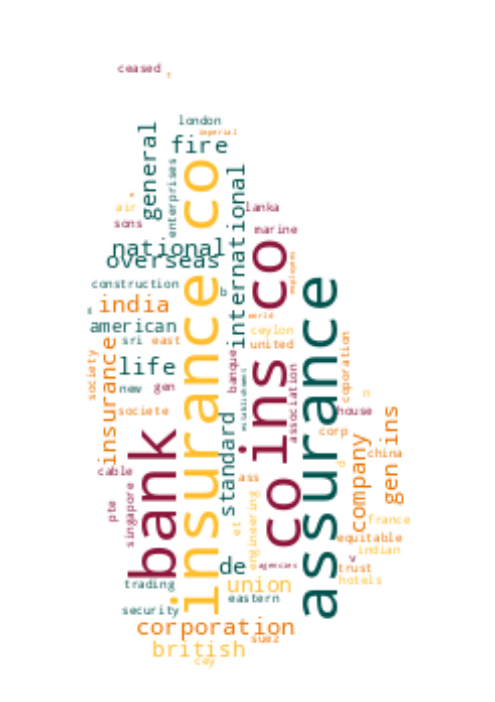 ceased
r
london
imperial
fire
general
enterprises
insurance co
international
air
sons
lanka
marine
national
overseas
co ins co
employees
construction
b
assurance
india
world
american
ceylon
sri
east
united
insurance
society
life
banque
coporation
new
gen
establishment
association
societe
n
house
standard
gen ins
bank
corp
company
china
cable
d
ass
singapore
pte
engineering
et
france
equitable
indian
de
agencies
v
trust
trading
union
hotels
eastern
security
corporation
suez
british
cey